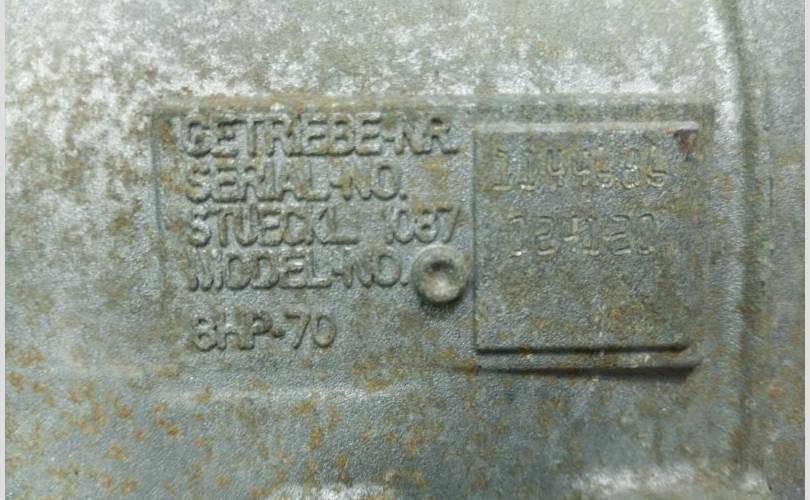 GETRIEBE-NR.
SERIAL-NO.
STUECKL 1087
MODEL-NO.
8HP-70